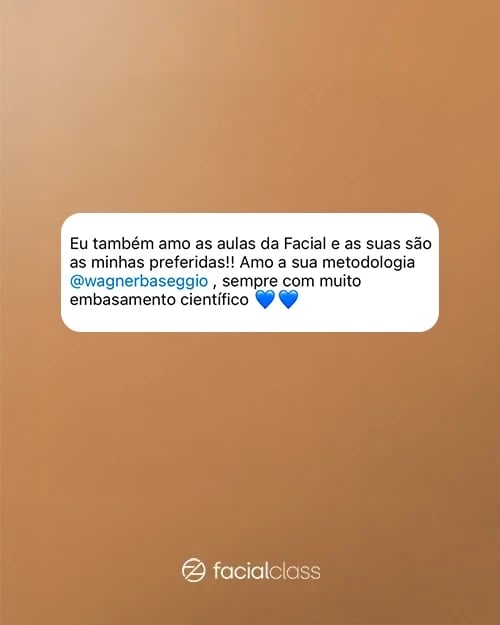 Eu também amo as aulas da Facial e as suas são
as minhas preferidas!! Amo a sua metodologia
@wagnerbaseggio , sempre com muito
embasamento científico 💙💙
facialclass